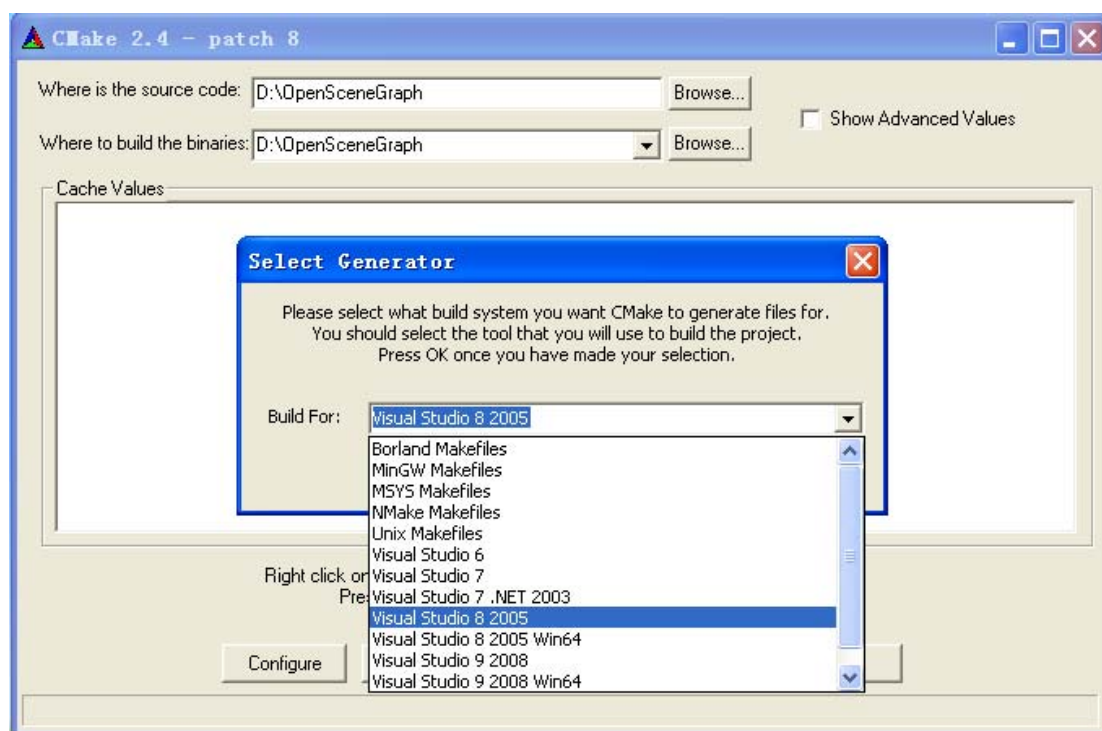 CMake 2.4 - patch 8
Where is the source code: D:\OpenSceneGraph Browse...
Show Advanced Values
Where to build the binaries: D:\OpenSceneGraph Browse...
Cache Values
Select Generator
Please select what build system you want CMake to generate files for.
You should select the tool that you will use to build the project.
Press OK once you have made your selection.
Build For: Visual Studio 8 2005
Borland Makefiles
MinGW Makefiles
MSYS Makefiles
NMake Makefiles
Unix Makefiles
Visual Studio 6
Right click or Visual Studio 7
Visual Studio 7 .NET 2003
Visual Studio 8 2005
Visual Studio 8 2005 Win64
Configure Visual Studio 9 2008
Visual Studio 9 2008 Win64